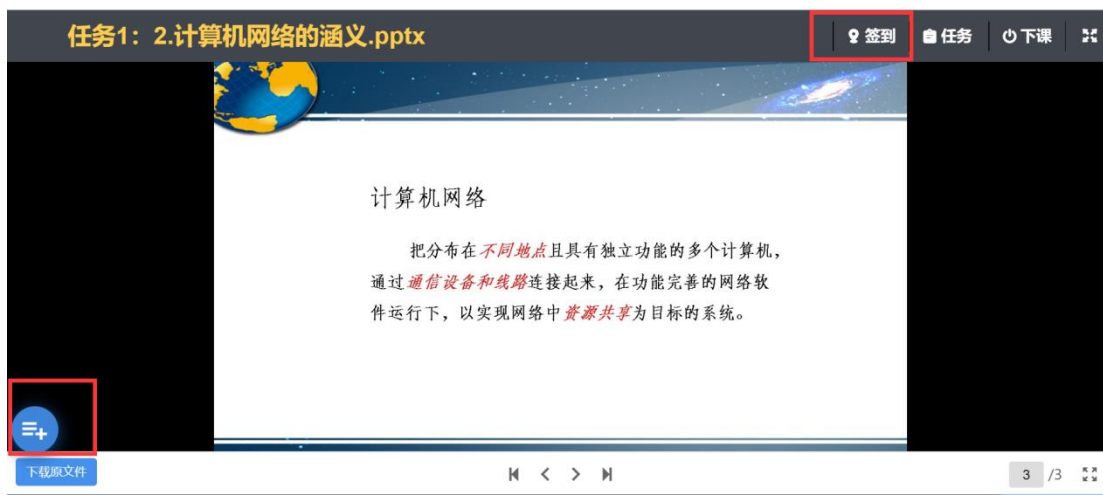 任务1：2.计算机网络的涵义.pptx
签到
任务
下课
计算机网络
把分布在不同地点且具有独立功能的多个计算机，
通过通信设备和线路连接起来，在功能完善的网络软
件运行下，以实现网络中资源共享为目标的系统。
下载原文件
3 /3